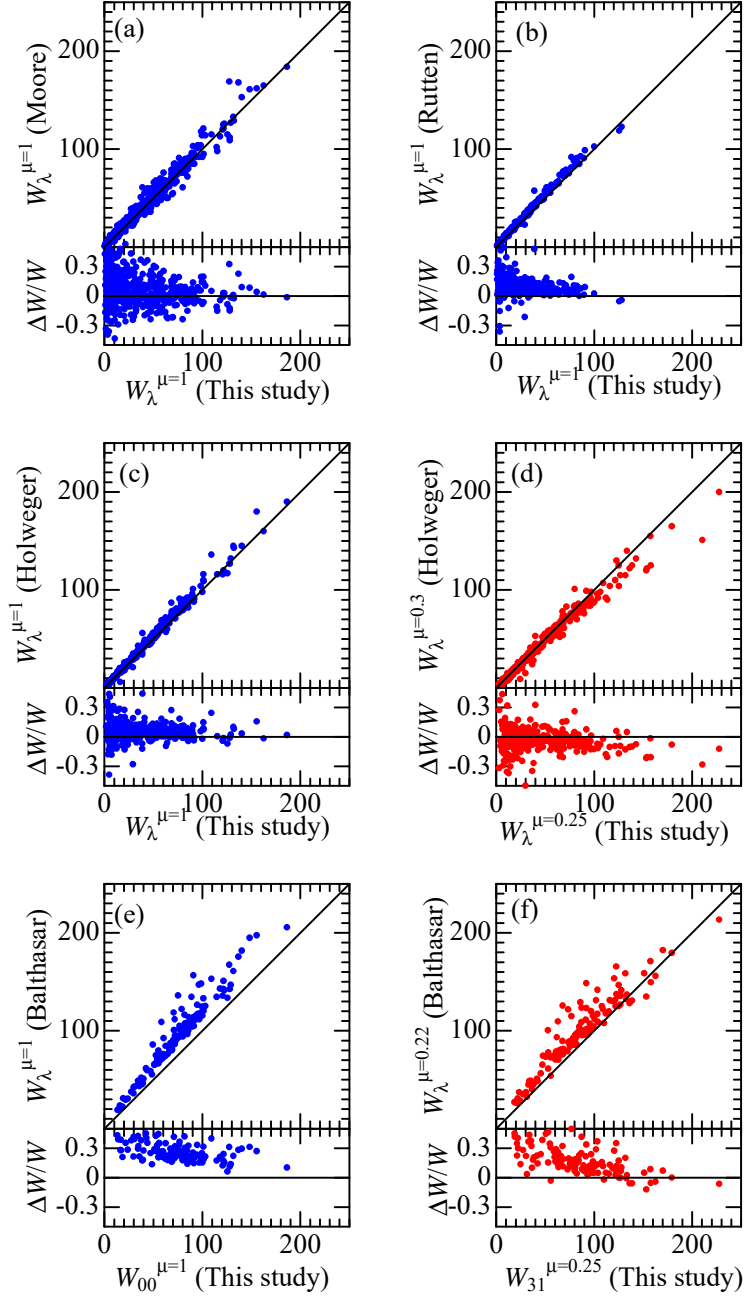 (a)
200
100
W_λ^{μ=1} (Moore)
0.3
0
-0.3
ΔW/W
0 100 200
W_λ^{μ=1} (This study)
(b)
200
100
W_λ^{μ=1} (Rutten)
0.3
0
-0.3
ΔW/W
0 100 200
W_λ^{μ=1} (This study)
(c)
200
100
W_λ^{μ=1} (Holweger)
0.3
0
-0.3
ΔW/W
0 100 200
W_λ^{μ=1} (This study)
(d)
200
100
W_λ^{μ=0.3} (Holweger)
0.3
0
-0.3
ΔW/W
0 100 200
W_λ^{μ=0.25} (This study)
(e)
200
100
W_λ^{μ=1} (Balthasar)
0.3
0
-0.3
ΔW/W
0 100 200
W_{00}^{μ=1} (This study)
(f)
200
100
W_λ^{μ=0.22} (Balthasar)
0.3
0
-0.3
ΔW/W
0 100 200
W_{31}^{μ=0.25} (This study)